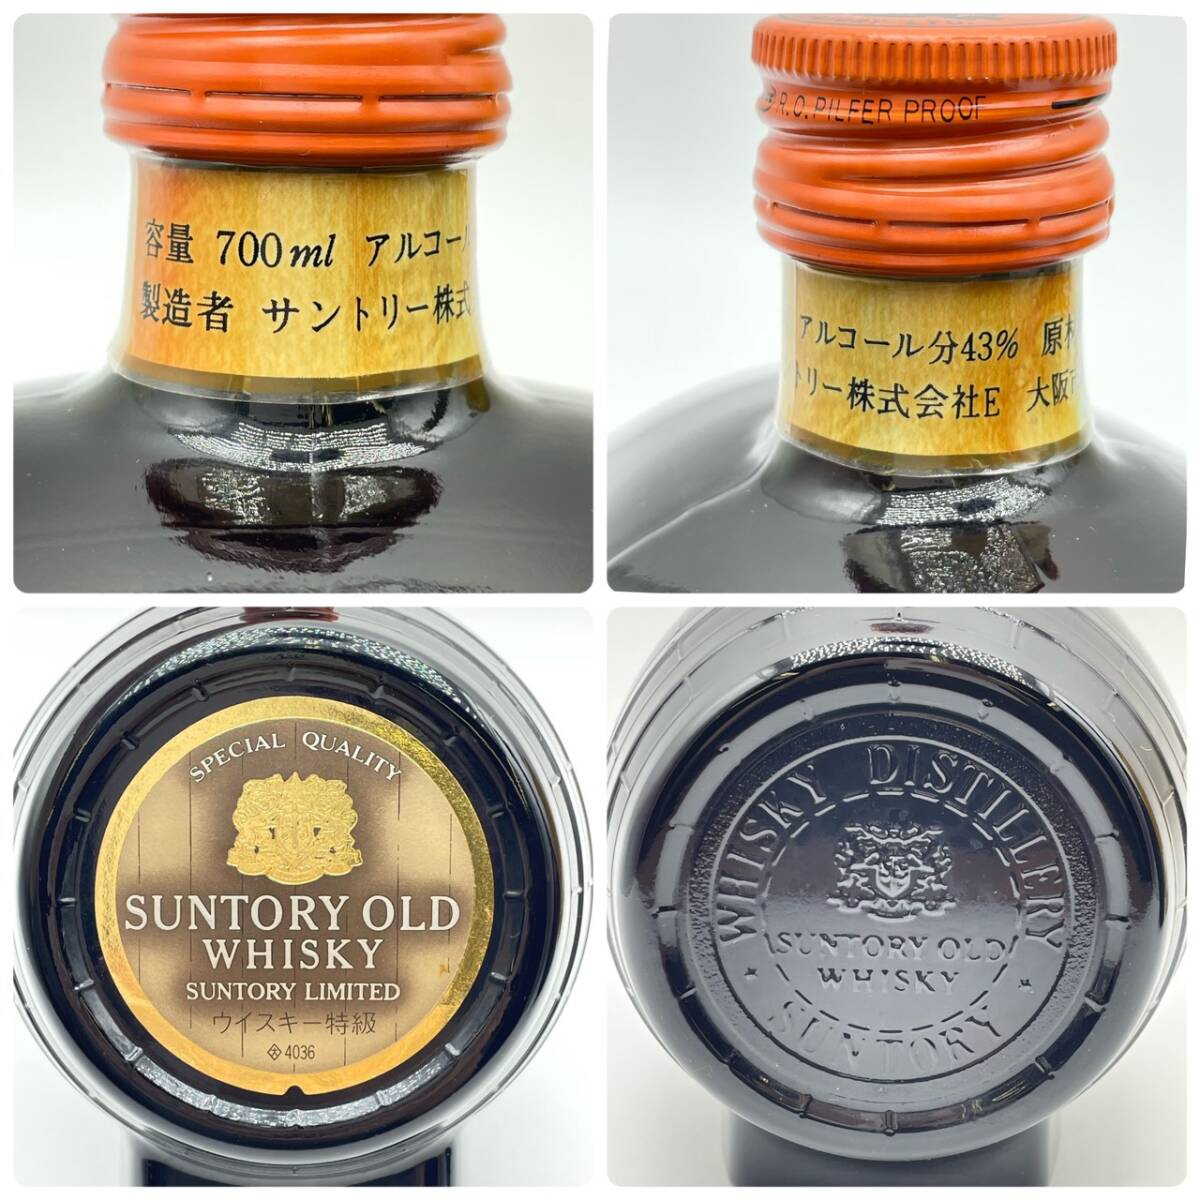 容量 700ml アルコール
製造者 サントリー株式
R.O.PILFER PROOF
アルコール分43% 原材
トリー株式会社E 大阪市
SPECIAL QUALITY
SUNTORY OLD
WHISKY
SUNTORY LIMITED
ウイスキー特級
4036
WHISKY DISTILLERY
SUNTORY OLD
WHISKY
SUNTORY